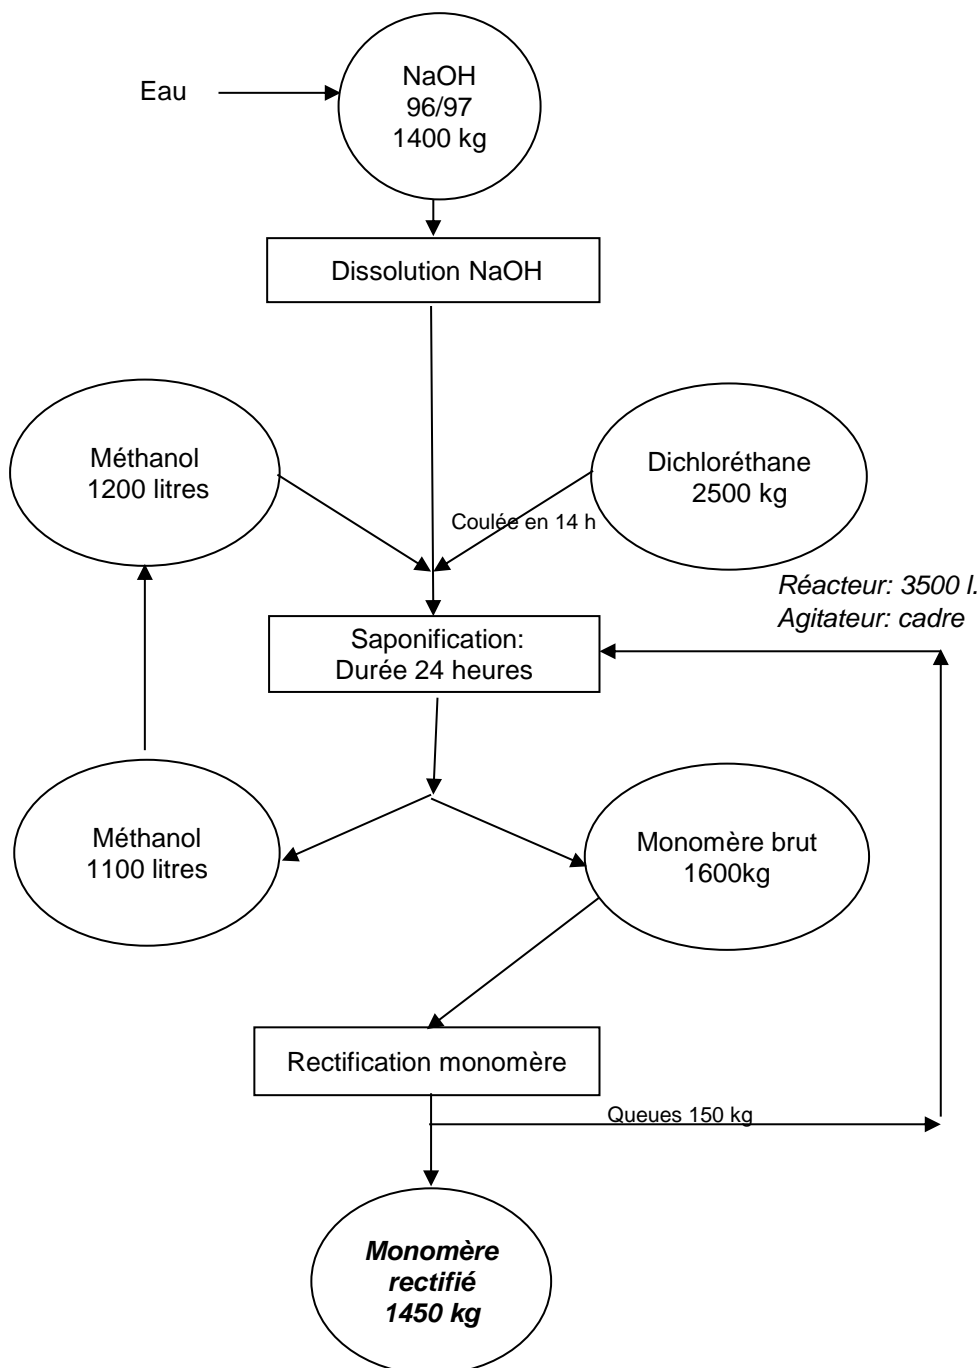 Eau
NaOH
96/97
1400 kg
Dissolution NaOH
Méthanol
1200 litres
Dichloréthane
2500 kg
Coulée en 14 h
Réacteur: 3500 l.
Agitateur: cadre
Saponification:
Durée 24 heures
Méthanol
1100 litres
Monomère brut
1600kg
Rectification monomère
Queues 150 kg
Monomère
rectifié
1450 kg